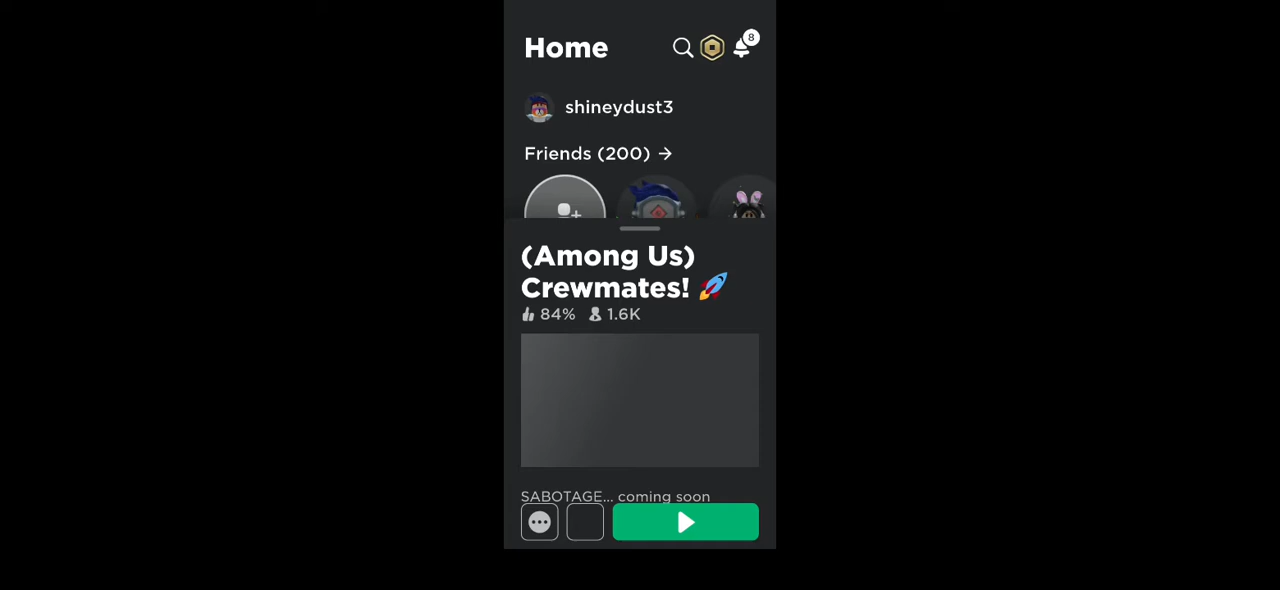 Home
8
shineydust3
Friends (200) →
(Among Us)
Crewmates! 🚀
84% 1.6K
SABOTAGE... coming soon